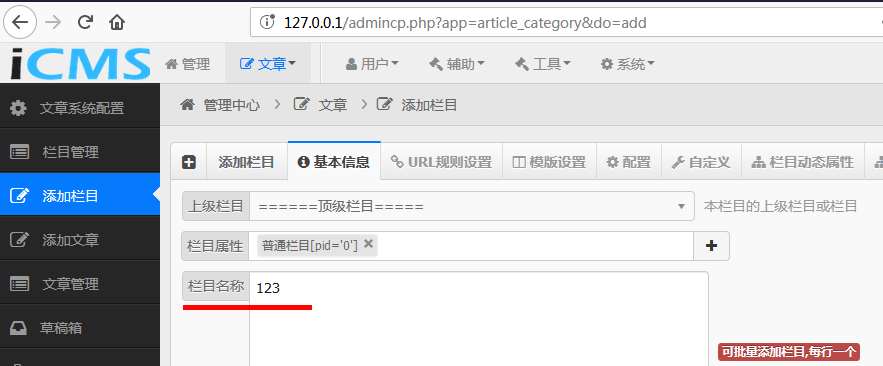 127.0.0.1/admincp.php?app=article_category&do=add
iCMS 管理 文章 用户 辅助 工具 系统
管理中心 文章 添加栏目
文章系统配置
栏目管理
添加栏目
添加文章
文章管理
草稿箱
添加栏目 基本信息 URL规则设置 模版设置 配置 自定义 栏目动态属性
上级栏目 ======顶级栏目===== 本栏目的上级栏目或栏目
栏目属性 普通栏目[pid='0']
栏目名称 123
可批量添加栏目,每行一个